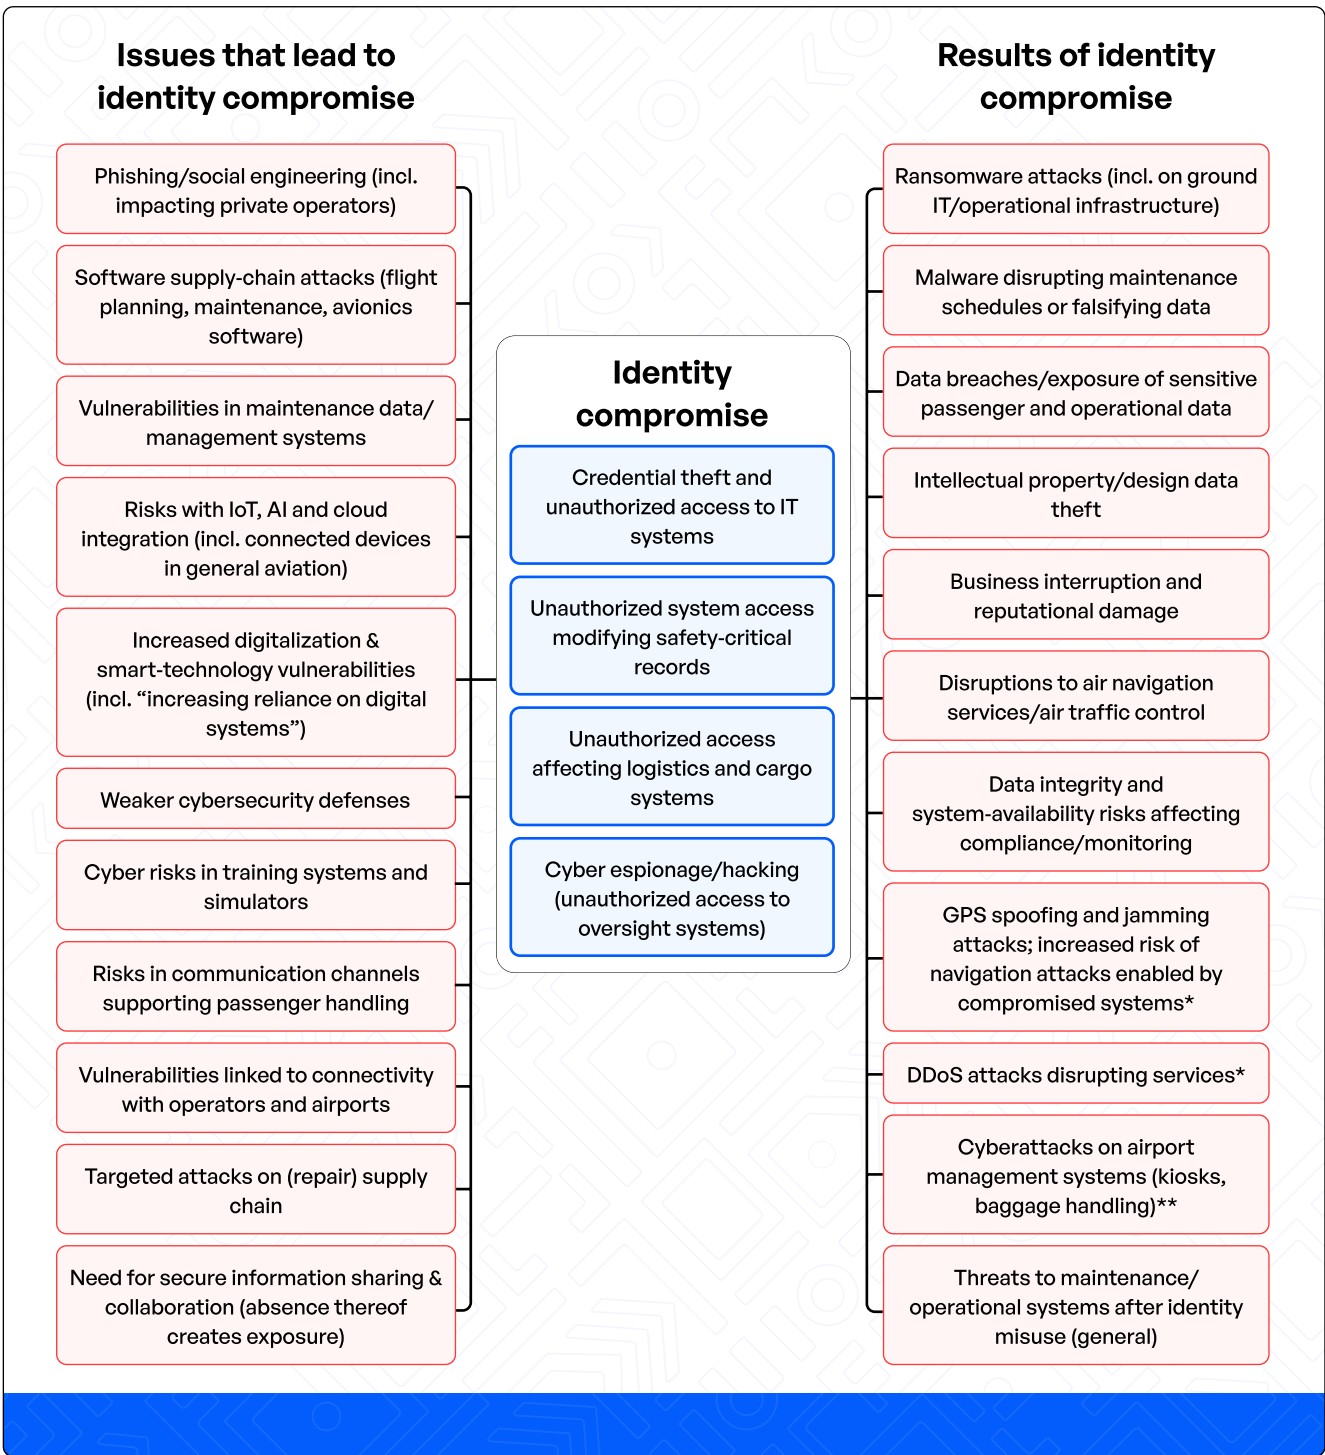 Issues that lead to
identity compromise
Phishing/social engineering (incl.
impacting private operators)
Software supply-chain attacks (flight
planning, maintenance, avionics
software)
Vulnerabilities in maintenance data/
management systems
Risks with IoT, AI and cloud
integration (incl. connected devices
in general aviation)
Increased digitalization &
smart-technology vulnerabilities
(incl. “increasing reliance on digital
systems”)
Weaker cybersecurity defenses
Cyber risks in training systems and
simulators
Risks in communication channels
supporting passenger handling
Vulnerabilities linked to connectivity
with operators and airports
Targeted attacks on (repair) supply
chain
Need for secure information sharing &
collaboration (absence thereof
creates exposure)
Identity
compromise
Credential theft and
unauthorized access to IT
systems
Unauthorized system access
modifying safety-critical
records
Unauthorized access
affecting logistics and cargo
systems
Cyber espionage/hacking
(unauthorized access to
oversight systems)
Results of identity
compromise
Ransomware attacks (incl. on ground
IT/operational infrastructure)
Malware disrupting maintenance
schedules or falsifying data
Data breaches/exposure of sensitive
passenger and operational data
Intellectual property/design data
theft
Business interruption and
reputational damage
Disruptions to air navigation
services/air traffic control
Data integrity and
system-availability risks affecting
compliance/monitoring
GPS spoofing and jamming
attacks; increased risk of
navigation attacks enabled by
compromised systems*
DDoS attacks disrupting services*
Cyberattacks on airport
management systems (kiosks,
baggage handling)**
Threats to maintenance/
operational systems after identity
misuse (general)